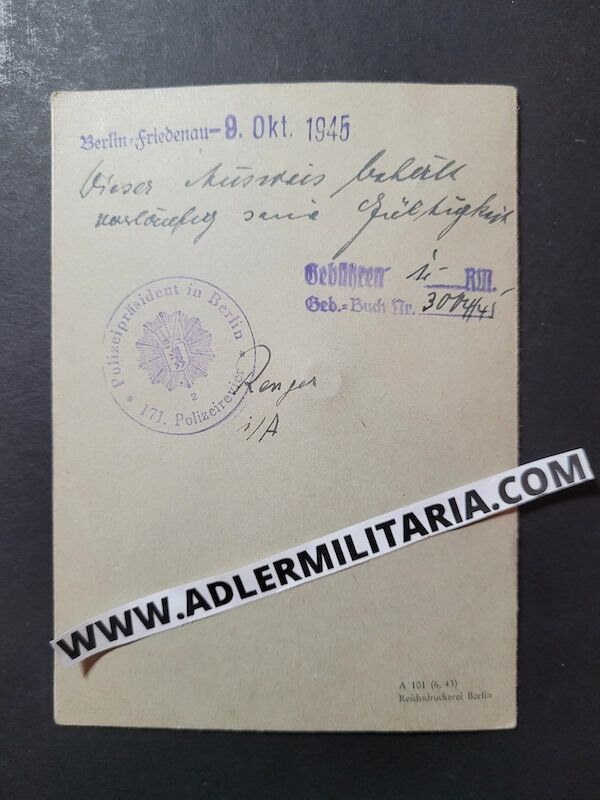 Berlin-Friedenau - 9. Okt. 1945
Dieser Ausweis behält
vorläufig seine Gültigkeit
Gebühren 1,- RM.
Geb.-Buch Nr. 3004/45
Polizeipräsident in Berlin
* 171. Polizeirevier *
2
i/A
WWW.ADLERMILITARIA.COM
A 101 (6. 43)
Reichsdruckerei Berlin